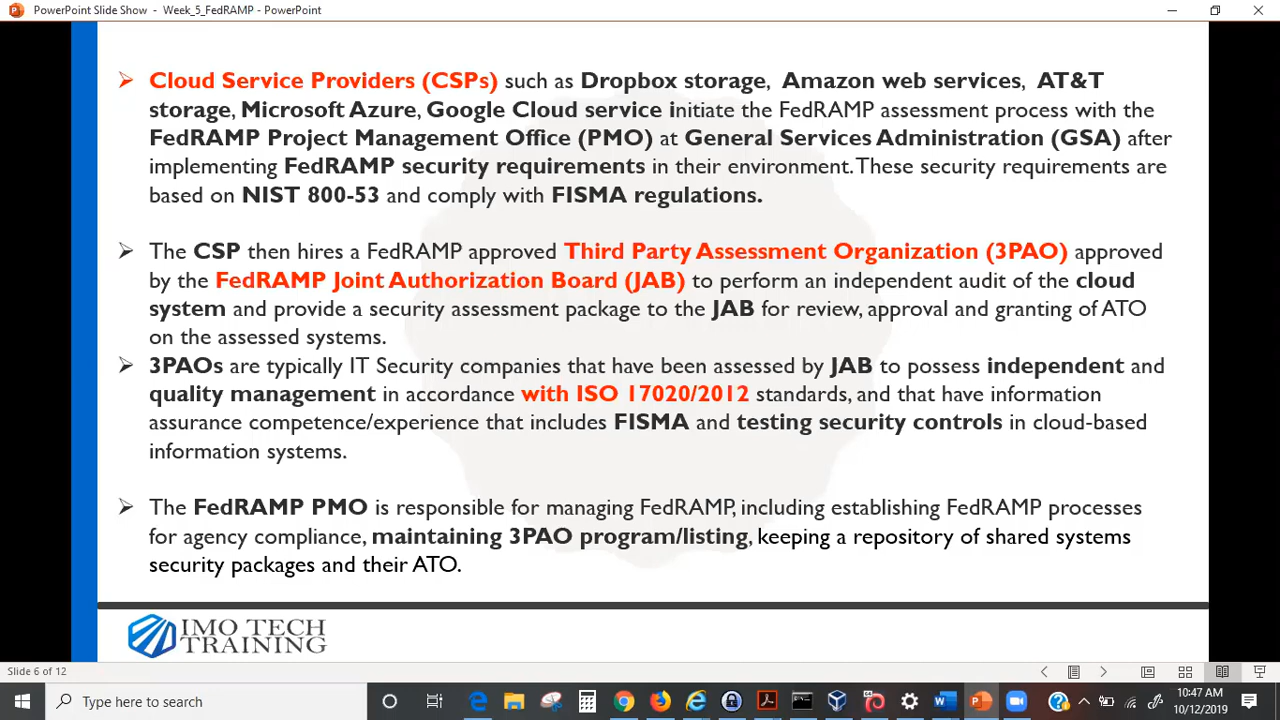 PowerPoint Slide Show - Week_5_FedRAMP - PowerPoint
Cloud Service Providers (CSPs) such as Dropbox storage, Amazon web services, AT&T
storage, Microsoft Azure, Google Cloud service initiate the FedRAMP assessment process with the
FedRAMP Project Management Office (PMO) at General Services Administration (GSA) after
implementing FedRAMP security requirements in their environment. These security requirements are
based on NIST 800-53 and comply with FISMA regulations.
The CSP then hires a FedRAMP approved Third Party Assessment Organization (3PAO) approved
by the FedRAMP Joint Authorization Board (JAB) to perform an independent audit of the cloud
system and provide a security assessment package to the JAB for review, approval and granting of ATO
on the assessed systems.
3PAOs are typically IT Security companies that have been assessed by JAB to possess independent and
quality management in accordance with ISO 17020/2012 standards, and that have information
assurance competence/experience that includes FISMA and testing security controls in cloud-based
information systems.
The FedRAMP PMO is responsible for managing FedRAMP, including establishing FedRAMP processes
for agency compliance, maintaining 3PAO program/listing, keeping a repository of shared systems
security packages and their ATO.
IMO TECH
TRAINING
Slide 6 of 12
Type here to search
10:47 AM
10/12/2019